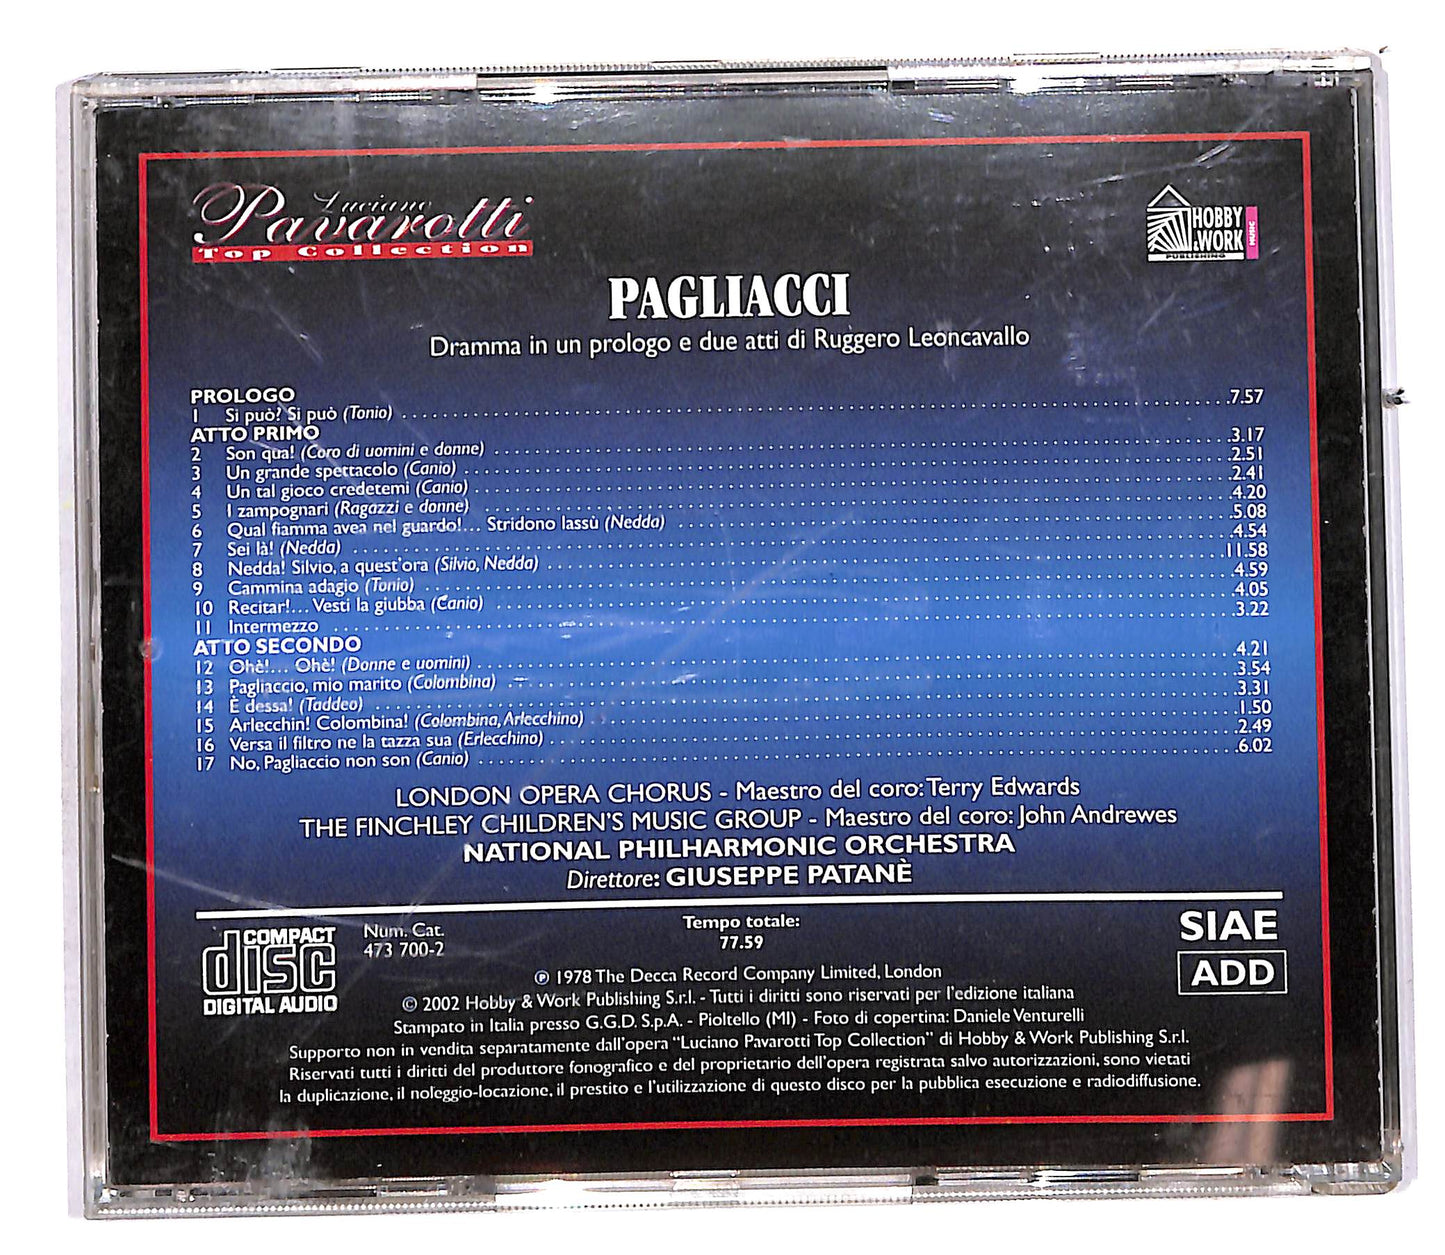 Luciano
Pavarotti
Top Collection
HOBBY
& WORK
PUBLISHING
MUSIC
PAGLIACCI
Dramma in un prologo e due atti di Ruggero Leoncavallo
PROLOGO
1 Si può? Si può (Tonio) 7.57
ATTO PRIMO
2 Son qua! (Coro di uomini e donne) 3.17
3 Un grande spettacolo (Canio) 2.51
4 Un tal gioco credetemi (Canio) 2.41
5 I zampognari (Ragazzi e donne) 4.20
6 Qual fiamma avea nel guardo!... Stridono lassù (Nedda) 5.08
7 Sei là! (Nedda) 4.54
8 Nedda! Silvio, a quest'ora (Silvio, Nedda) 11.58
9 Cammina adagio (Tonio) 4.59
10 Recitar!... Vesti la giubba (Canio) 4.05
11 Intermezzo 3.22
ATTO SECONDO
12 Ohè!... Ohè! (Donne e uomini) 4.21
13 Pagliaccio, mio marito (Colombina) 3.54
14 È dessa! (Taddeo) 3.31
15 Arlecchin! Colombina! (Colombina, Arlecchino) 1.50
16 Versa il filtro ne la tazza sua (Erlecchino) 2.49
17 No, Pagliaccio non son (Canio) 6.02
LONDON OPERA CHORUS - Maestro del coro: Terry Edwards
THE FINCHLEY CHILDREN'S MUSIC GROUP - Maestro del coro: John Andrewes
NATIONAL PHILHARMONIC ORCHESTRA
Direttore: GIUSEPPE PATANÈ
COMPACT
disc
DIGITAL AUDIO
Num. Cat.
473 700-2
Tempo totale:
77.59
SIAE
ADD
℗ 1978 The Decca Record Company Limited, London
© 2002 Hobby & Work Publishing S.r.l. - Tutti i diritti sono riservati per l'edizione italiana
Stampato in Italia presso G.G.D. S.p.A. - Pioltello (MI) - Foto di copertina: Daniele Venturelli
Supporto non in vendita separatamente dall'opera “Luciano Pavarotti Top Collection” di Hobby & Work Publishing S.r.l.
Riservati tutti i diritti del produttore fonografico e del proprietario dell'opera registrata salvo autorizzazioni, sono vietati
la duplicazione, il noleggio-locazione, il prestito e l'utilizzazione di questo disco per la pubblica esecuzione e radiodiffusione.